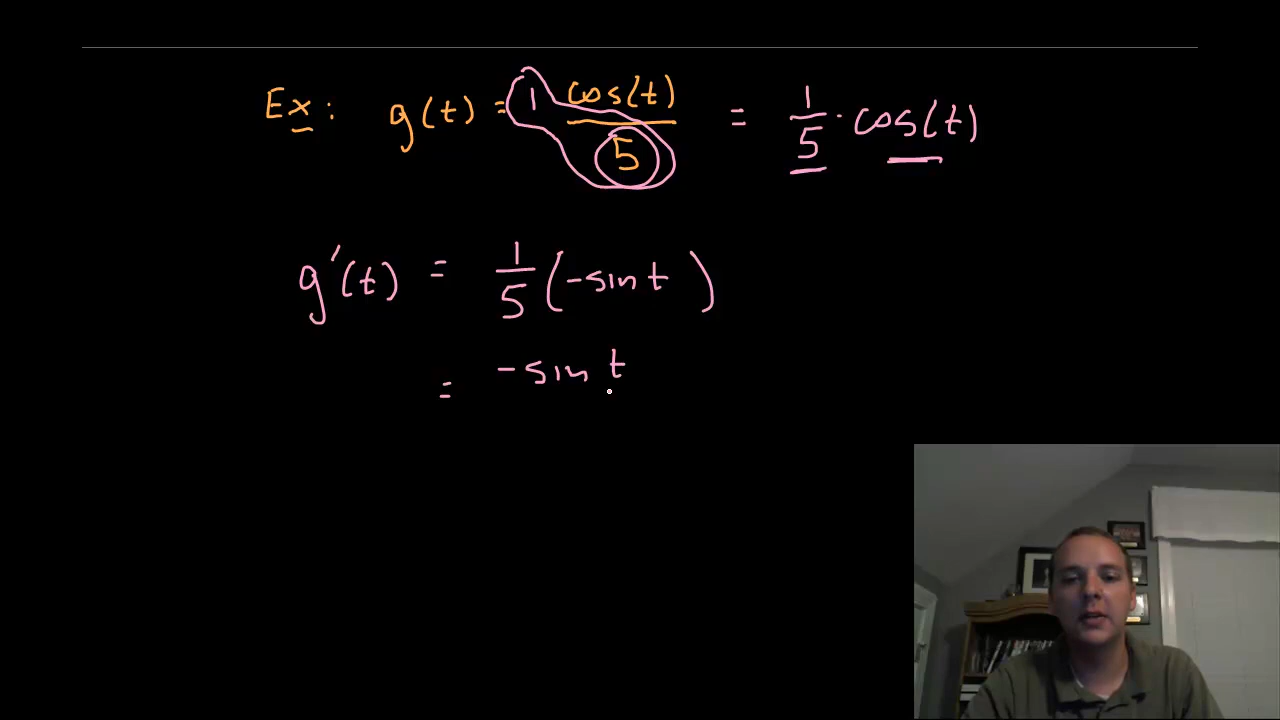 Ex: g(t) = 1 cos(t)/5 = 1/5 · cos(t)
g'(t) = 1/5 (-sin t)
= -sin t